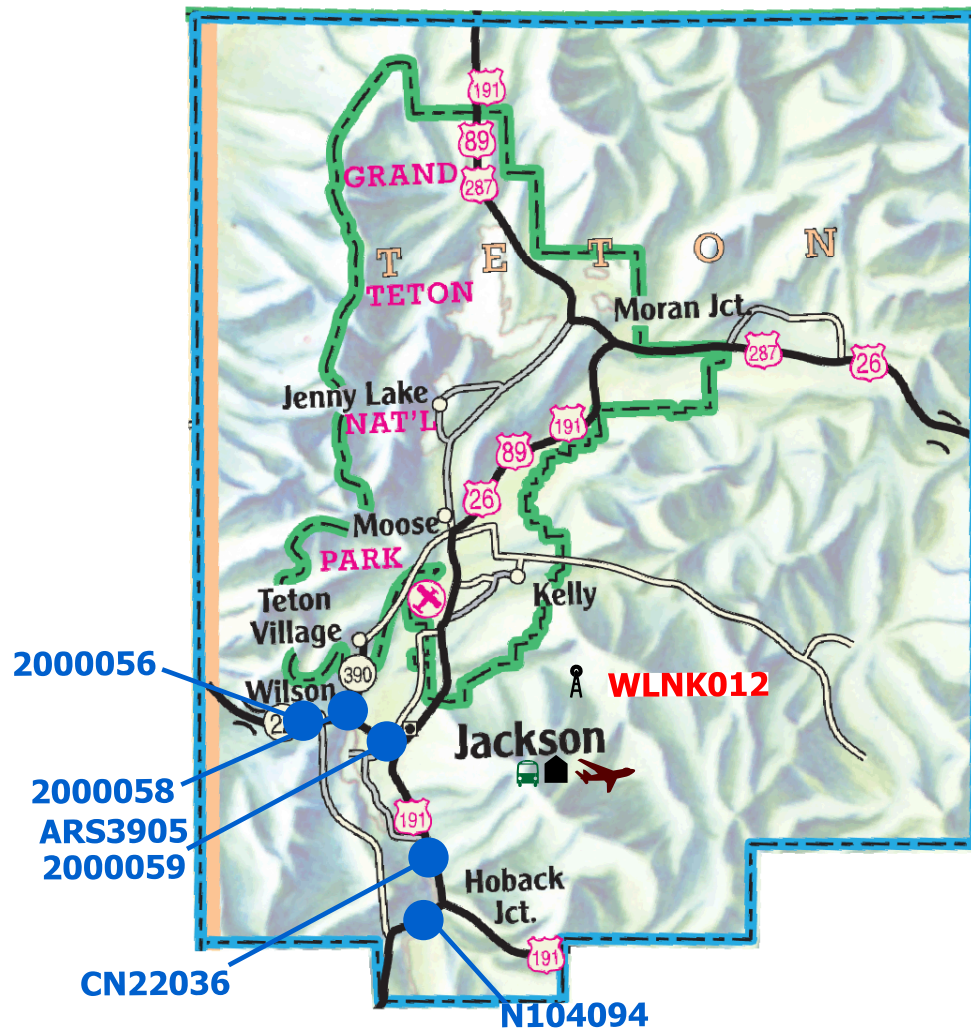 191
89
GRAND
287
T E T O N
TETON
Moran Jct.
287
26
Jenny Lake
NAT'L
191
89
26
Moose
PARK
Kelly
Teton
Village
2000056
390
WLNK012
Wilson
2
Jackson
2000058
191
ARS3905
2000059
Hoback
Jct.
191
CN22036
N104094